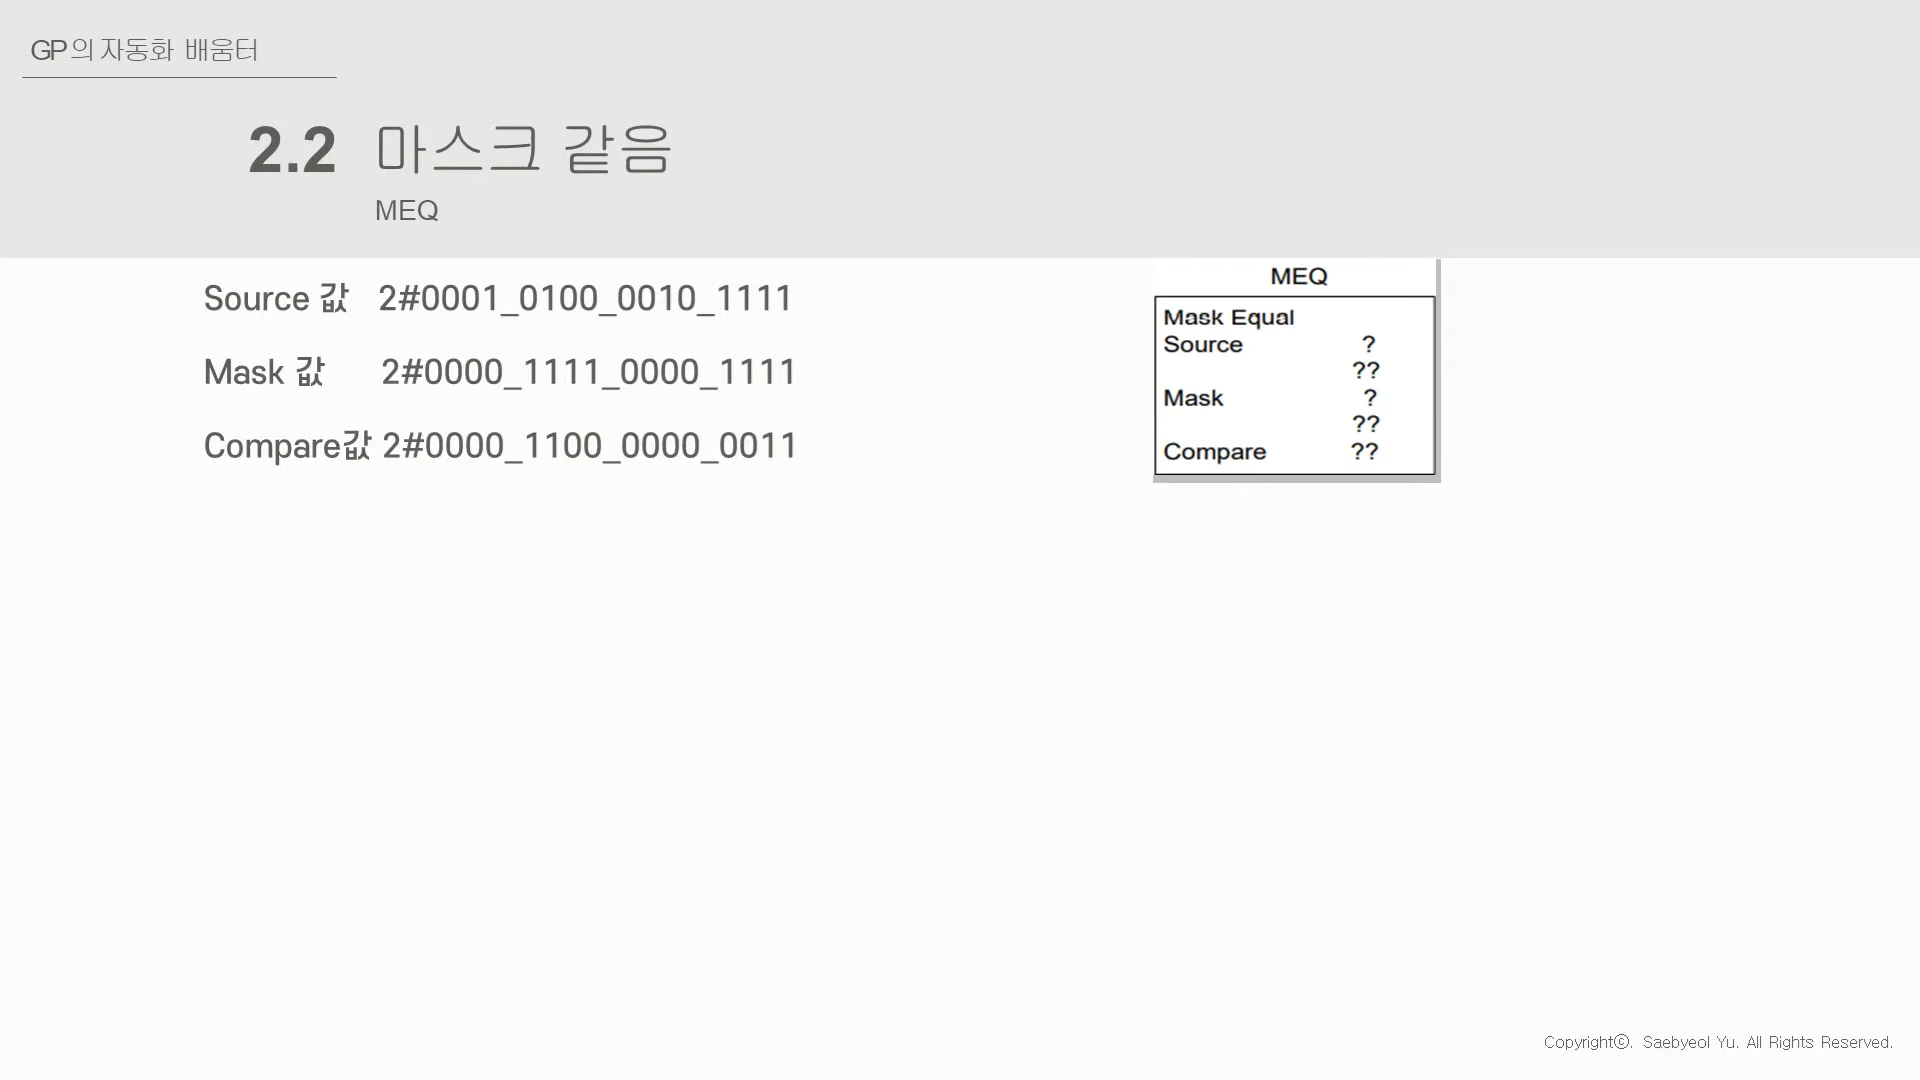 GP의 자동화 배움터
2.2 마스크 같음
MEQ
Source 값 2#0001_0100_0010_1111
Mask 값 2#0000_1111_0000_1111
Compare값 2#0000_1100_0000_0011
MEQ
Mask Equal
Source ?
??
Mask ?
??
Compare ??
Copyrightⓒ. Saebyeol Yu. All Rights Reserved.